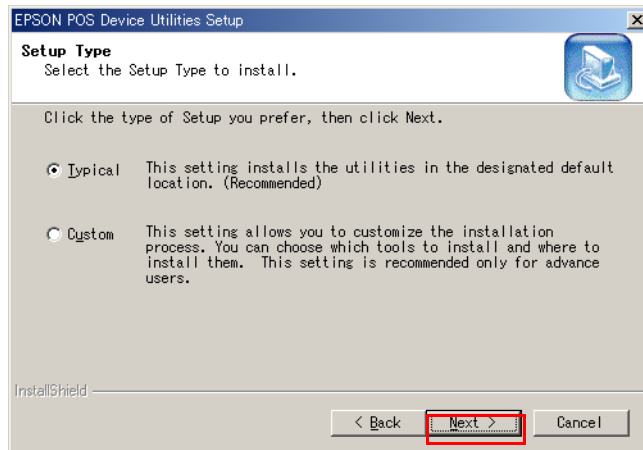 EPSON POS Device Utilities Setup
Setup Type
Select the Setup Type to install.
Click the type of Setup you prefer, then click Next.
Typical
This setting installs the utilities in the designated default
location. (Recommended)
Custom
This setting allows you to customize the installation
process. You can choose which tools to install and where to
install them.  This setting is recommended only for advance
users.
InstallShield
< Back
Next >
Cancel